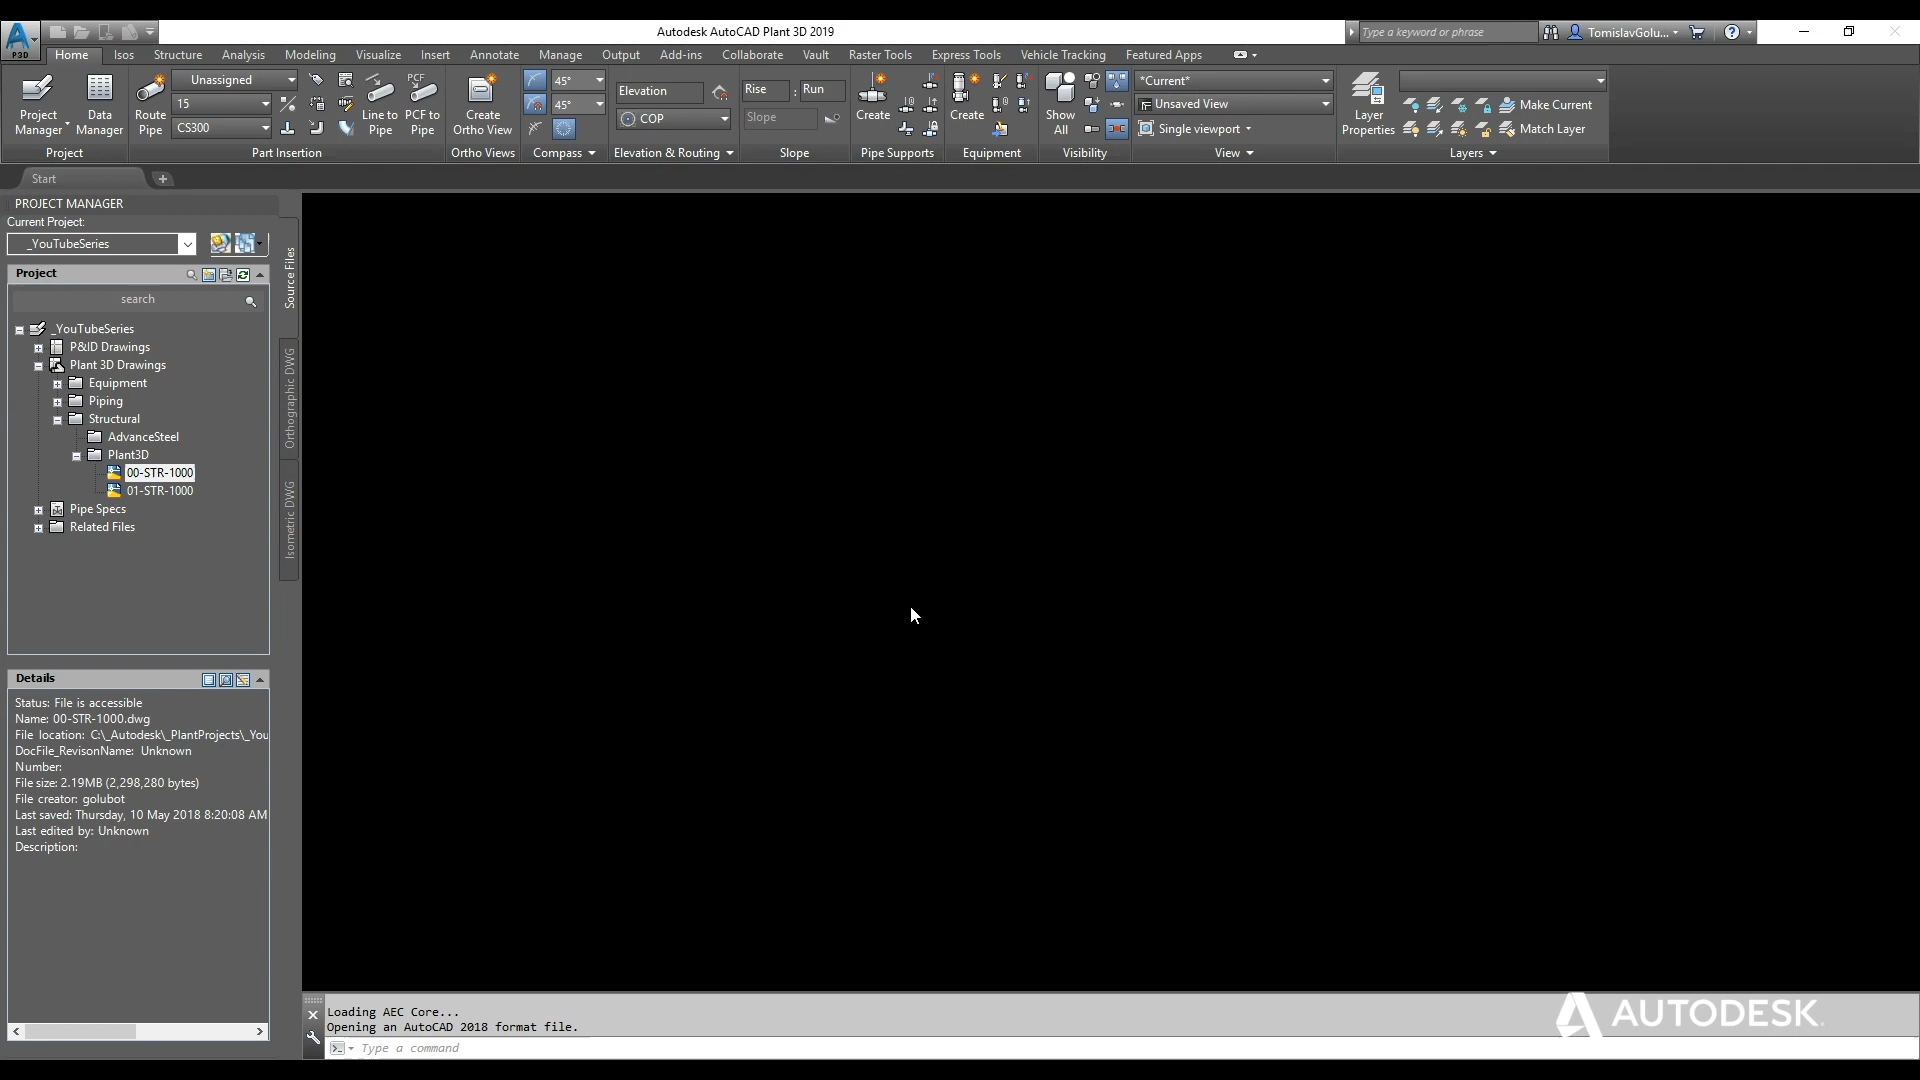 Autodesk AutoCAD Plant 3D 2019
Type a keyword or phrase
TomislavGolu...
P3D
Home Isos Structure Analysis Modeling Visualize Insert Annotate Manage Output Add-ins Collaborate Vault Raster Tools Express Tools Vehicle Tracking Featured Apps
Project Manager
Data Manager
Project
Route Pipe
Unassigned
15
CS300
Line to Pipe
PCF
PCF to Pipe
Part Insertion
Create Ortho View
Ortho Views
45°
45°
Compass
Elevation
COP
Elevation & Routing
Rise : Run
Slope
Slope
Create
Pipe Supports
Create
Equipment
Show All
Visibility
*Current*
Unsaved View
Single viewport
View
Layer Properties
Make Current
Match Layer
Layers
Start
PROJECT MANAGER
Current Project:
_YouTubeSeries
Project
search
_YouTubeSeries
P&ID Drawings
Plant 3D Drawings
Equipment
Piping
Structural
AdvanceSteel
Plant3D
00-STR-1000
01-STR-1000
Pipe Specs
Related Files
Source Files
Orthographic DWG
Isometric DWG
Details
Status: File is accessible
Name: 00-STR-1000.dwg
File location: C:\_Autodesk\_PlantProjects\_You
DocFile_RevisonName: Unknown
Number:
File size: 2.19MB (2,298,280 bytes)
File creator: golubot
Last saved: Thursday, 10 May 2018 8:20:08 AM
Last edited by: Unknown
Description:
Loading AEC Core...
Opening an AutoCAD 2018 format file.
Type a command
AUTODESK.